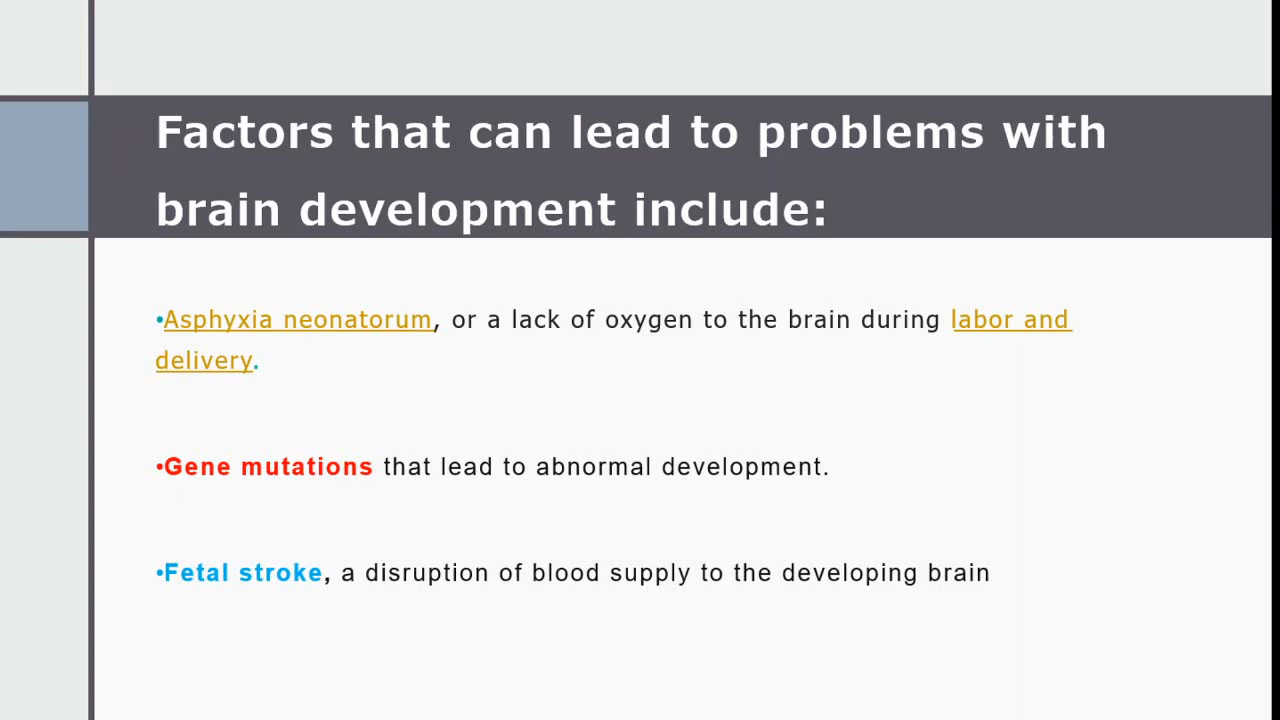 Factors that can lead to problems with
brain development include:
•Asphyxia neonatorum, or a lack of oxygen to the brain during labor and
delivery.
•Gene mutations that lead to abnormal development.
•Fetal stroke, a disruption of blood supply to the developing brain